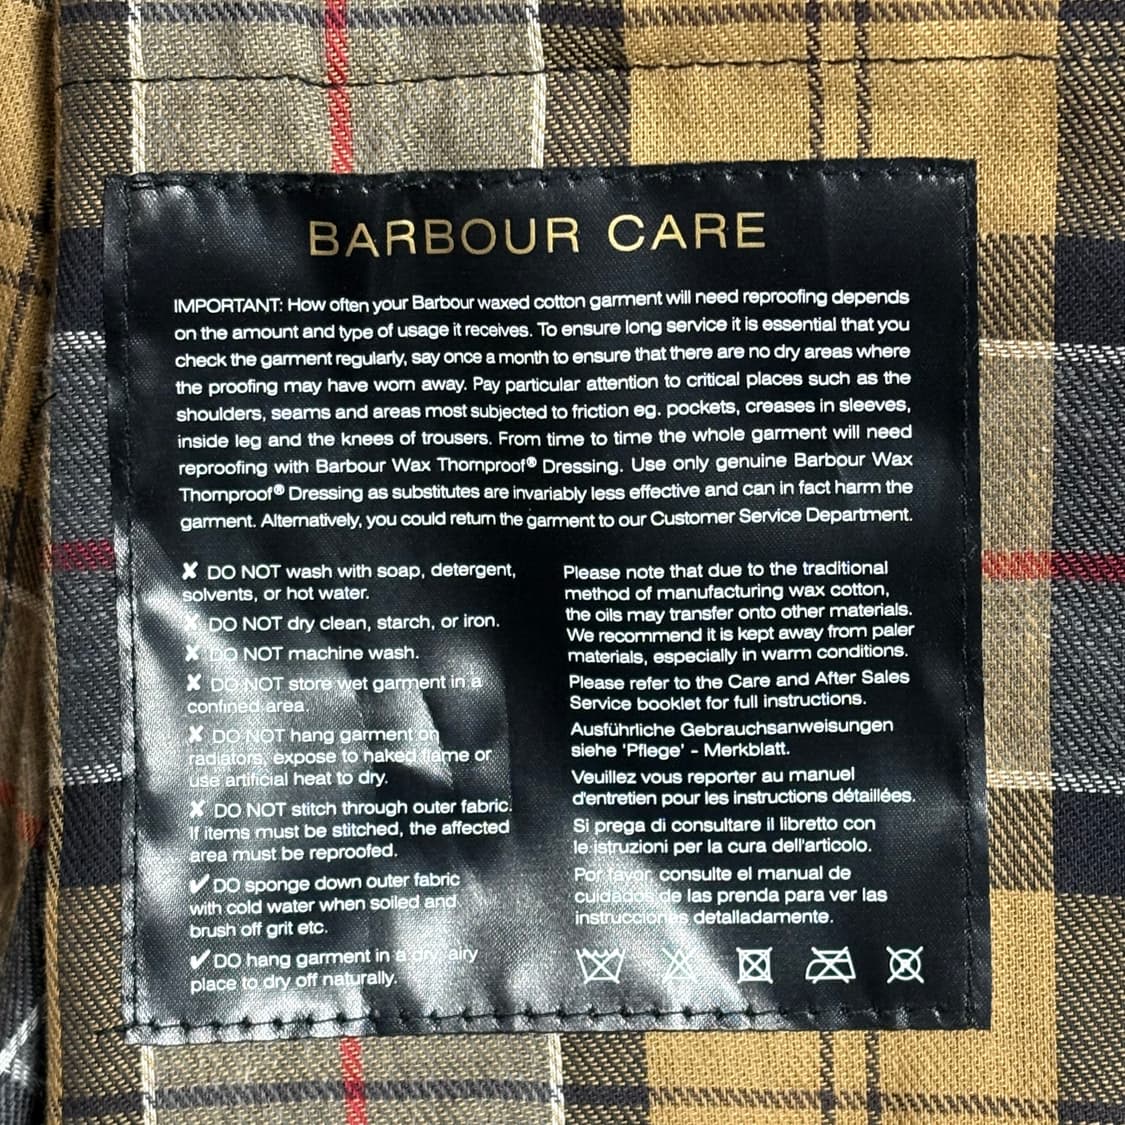 BARBOUR CARE
IMPORTANT: How often your Barbour waxed cotton garment will need reproofing depends
on the amount and type of usage it receives. To ensure long service it is essential that you
check the garment regularly, say once a month to ensure that there are no dry areas where
the proofing may have worn away. Pay particular attention to critical places such as the
shoulders, seams and areas most subjected to friction eg. pockets, creases in sleeves,
inside leg and the knees of trousers. From time to time the whole garment will need
reproofing with Barbour Wax Thornproof® Dressing. Use only genuine Barbour Wax
Thornproof® Dressing as substitutes are invariably less effective and can in fact harm the
garment. Alternatively, you could return the garment to our Customer Service Department.
✘ DO NOT wash with soap, detergent,
solvents, or hot water.
✘ DO NOT dry clean, starch, or iron.
✘ DO NOT machine wash.
✘ DO NOT store wet garment in a
confined area.
✘ DO NOT hang garment on
radiators, expose to naked flame or
use artificial heat to dry.
✘ DO NOT stitch through outer fabric.
If items must be stitched, the affected
area must be reproofed.
✔ DO sponge down outer fabric
with cold water when soiled and
brush off grit etc.
✔ DO hang garment in a dry, airy
place to dry off naturally.
Please note that due to the traditional
method of manufacturing wax cotton,
the oils may transfer onto other materials.
We recommend it is kept away from paler
materials, especially in warm conditions.
Please refer to the Care and After Sales
Service booklet for full instructions.
Ausführliche Gebrauchsanweisungen
siehe 'Pflege' - Merkblatt.
Veuillez vous reporter au manuel
d'entretien pour les instructions détaillées.
Si prega di consultare il libretto con
le istruzioni per la cura dell'articolo.
Por favor, consulte el manual de
cuidados de las prenda para ver las
instrucciones detalladamente.